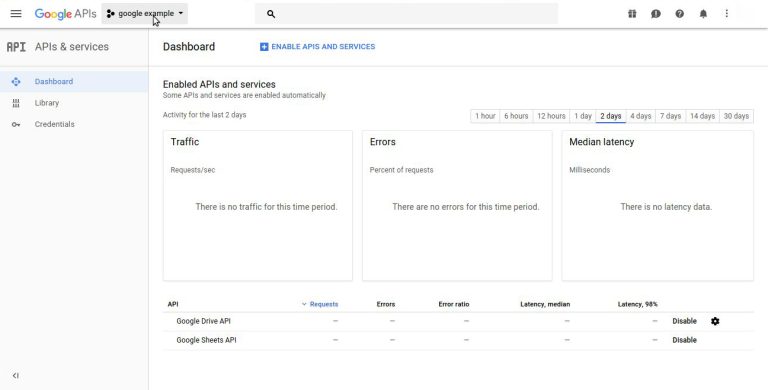 Google APIs google example
API APIs & services Dashboard ENABLE APIS AND SERVICES
Dashboard
Library
Credentials
Enabled APIs and services
Some APIs and services are enabled automatically
Activity for the last 2 days 1 hour 6 hours 12 hours 1 day 2 days 4 days 7 days 14 days 30 days
Traffic Errors Median latency
Requests/sec Percent of requests Milliseconds
There is no traffic for this time period. There are no errors for this time period. There is no latency data.
API Requests Errors Error ratio Latency, median Latency, 98%
Google Drive API — — — — — Disable
Google Sheets API — — — — — Disable